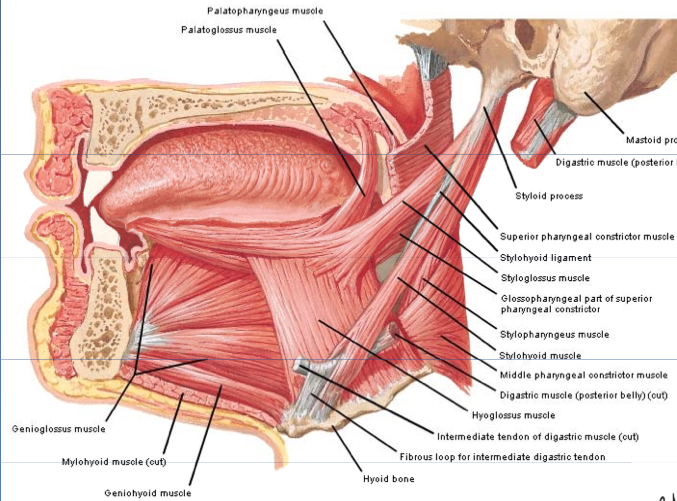 Palatopharyngeus muscle
Palatoglossus muscle
Mastoid pro
Digastric muscle (posterior
Styloid process
Superior pharyngeal constrictor muscle
Stylohyoid ligament
Styloglossus muscle
Glossopharyngeal part of superior
pharyngeal constrictor
Stylopharyngeus muscle
Stylohyoid muscle
Middle pharyngeal constrictor muscle
Digastric muscle (posterior belly) (cut)
Hyoglossus muscle
Genioglossus muscle
Intermediate tendon of digastric muscle (cut)
Fibrous loop for intermediate digastric tendon
Mylohyoid muscle (cut)
Hyoid bone
Geniohyoid muscle